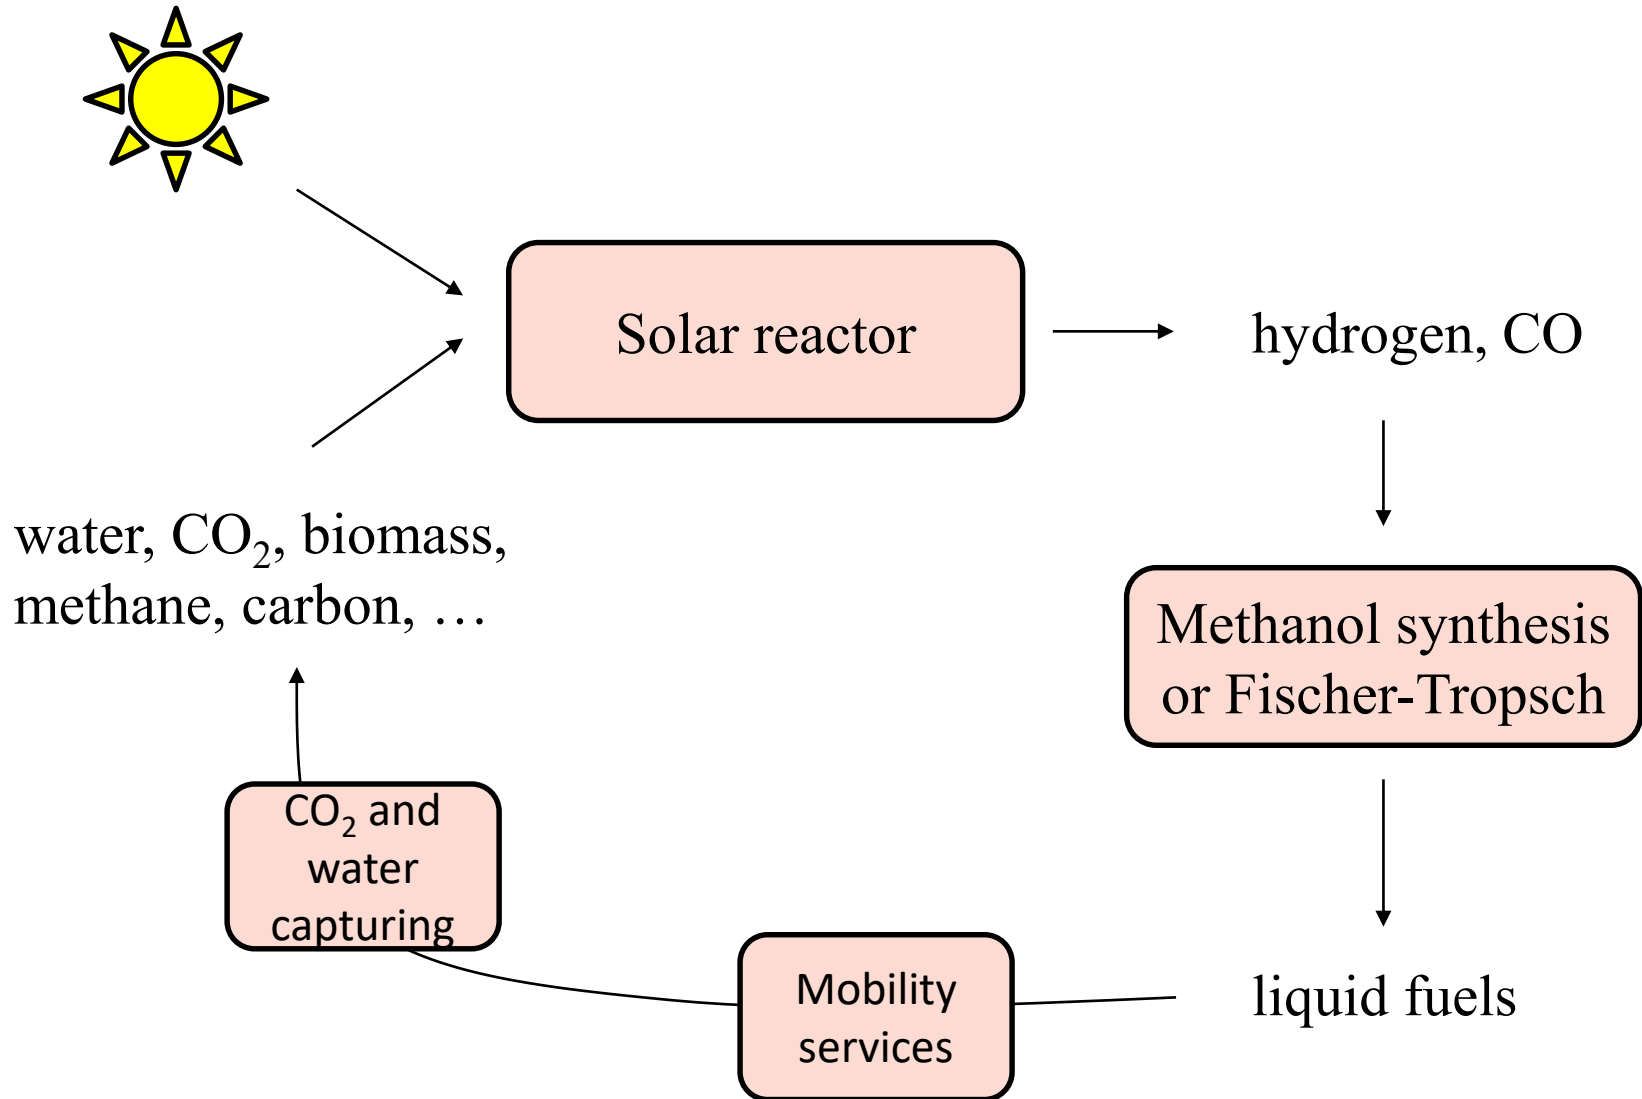 Solar reactor
hydrogen, CO
water, CO₂, biomass,
methane, carbon, …
Methanol synthesis
or Fischer-Tropsch
CO₂ and
water
capturing
Mobility
services
liquid fuels